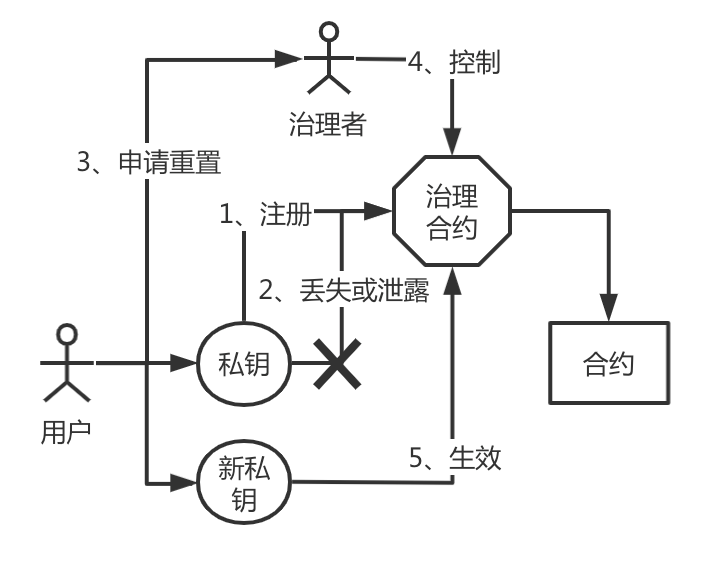 4、控制
治理者
3、申请重置
1、注册
治理
合约
2、丢失或泄露
私钥
合约
用户
5、生效
新私
钥